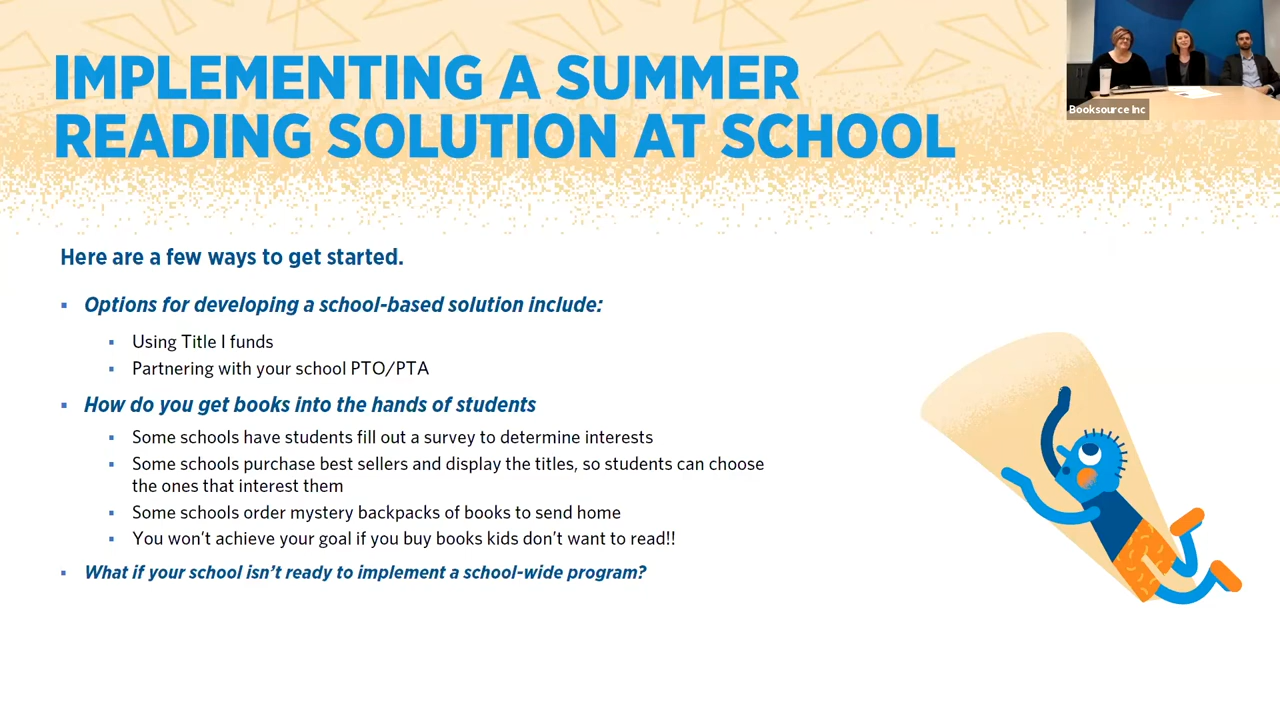 IMPLEMENTING A SUMMER
READING SOLUTION AT SCHOOL
Booksource Inc
Here are a few ways to get started.
▪ Options for developing a school-based solution include:
▪ Using Title I funds
▪ Partnering with your school PTO/PTA
▪ How do you get books into the hands of students
▪ Some schools have students fill out a survey to determine interests
▪ Some schools purchase best sellers and display the titles, so students can choose
the ones that interest them
▪ Some schools order mystery backpacks of books to send home
▪ You won’t achieve your goal if you buy books kids don’t want to read!!
▪ What if your school isn’t ready to implement a school-wide program?